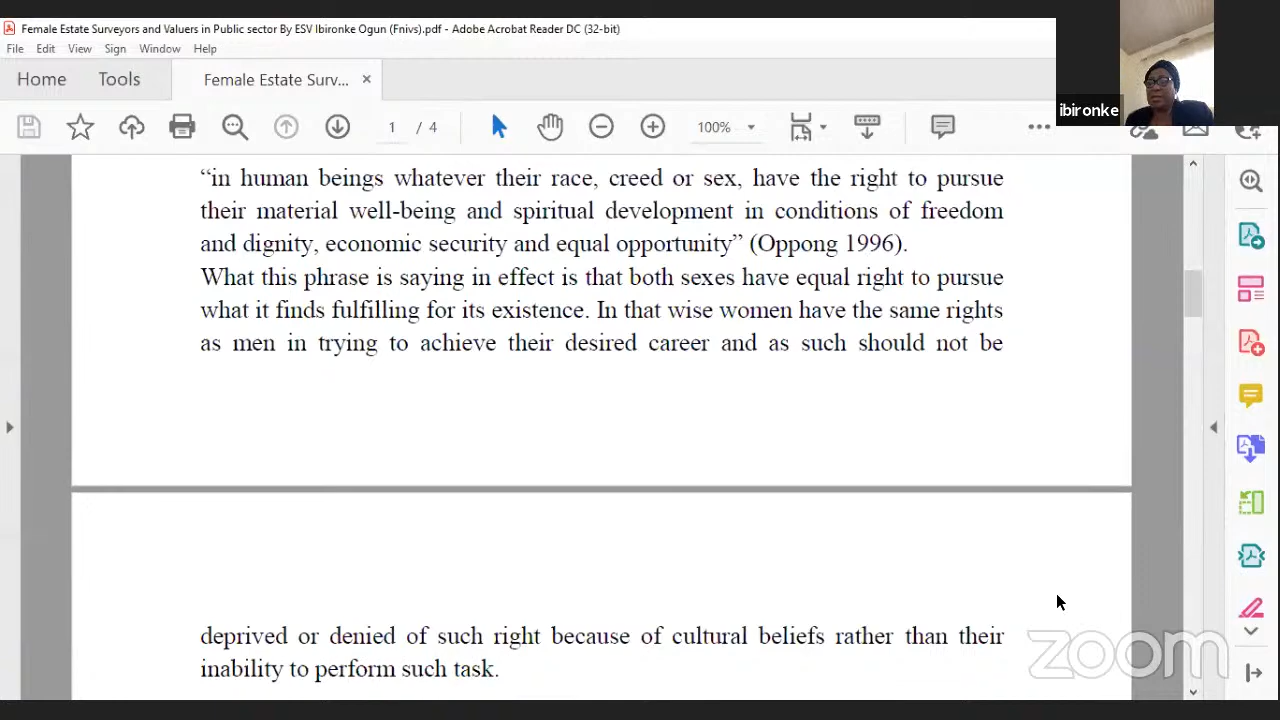 Female Estate Surveyors and Valuers in Public sector By ESV Ibironke Ogun (Fnivs).pdf - Adobe Acrobat Reader DC (32-bit)
File Edit View Sign Window Help
Home Tools Female Estate Surv... ×
1 / 4 100%
ibironke
“in human beings whatever their race, creed or sex, have the right to pursue
their material well-being and spiritual development in conditions of freedom
and dignity, economic security and equal opportunity” (Oppong 1996).
What this phrase is saying in effect is that both sexes have equal right to pursue
what it finds fulfilling for its existence. In that wise women have the same rights
as men in trying to achieve their desired career and as such should not be
deprived or denied of such right because of cultural beliefs rather than their
inability to perform such task.
zoom